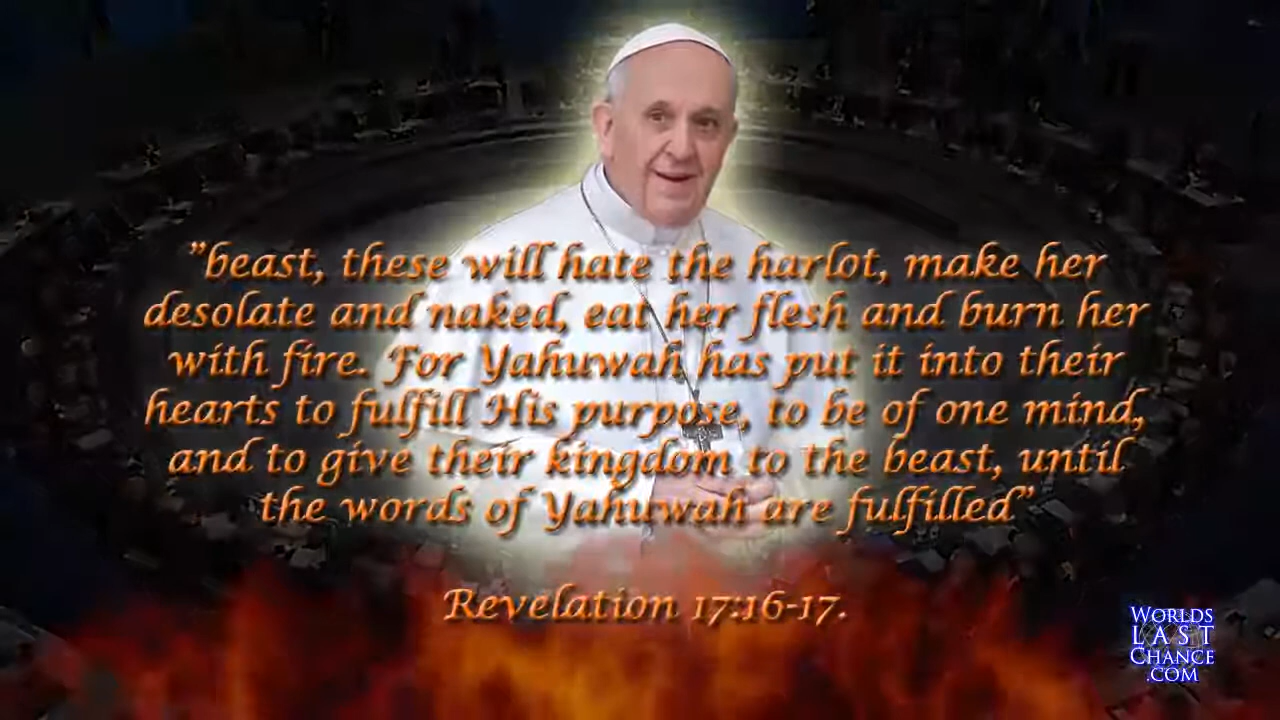 ”beast, these will hate the harlot, make her
desolate and naked, eat her flesh and burn her
with fire. For Yahuwah has put it into their
hearts to fulfill His purpose, to be of one mind,
and to give their kingdom to the beast, until
the words of Yahuwah are fulfilled”
Revelation 17:16-17.
WORLDS
LAST
CHANCE
.COM